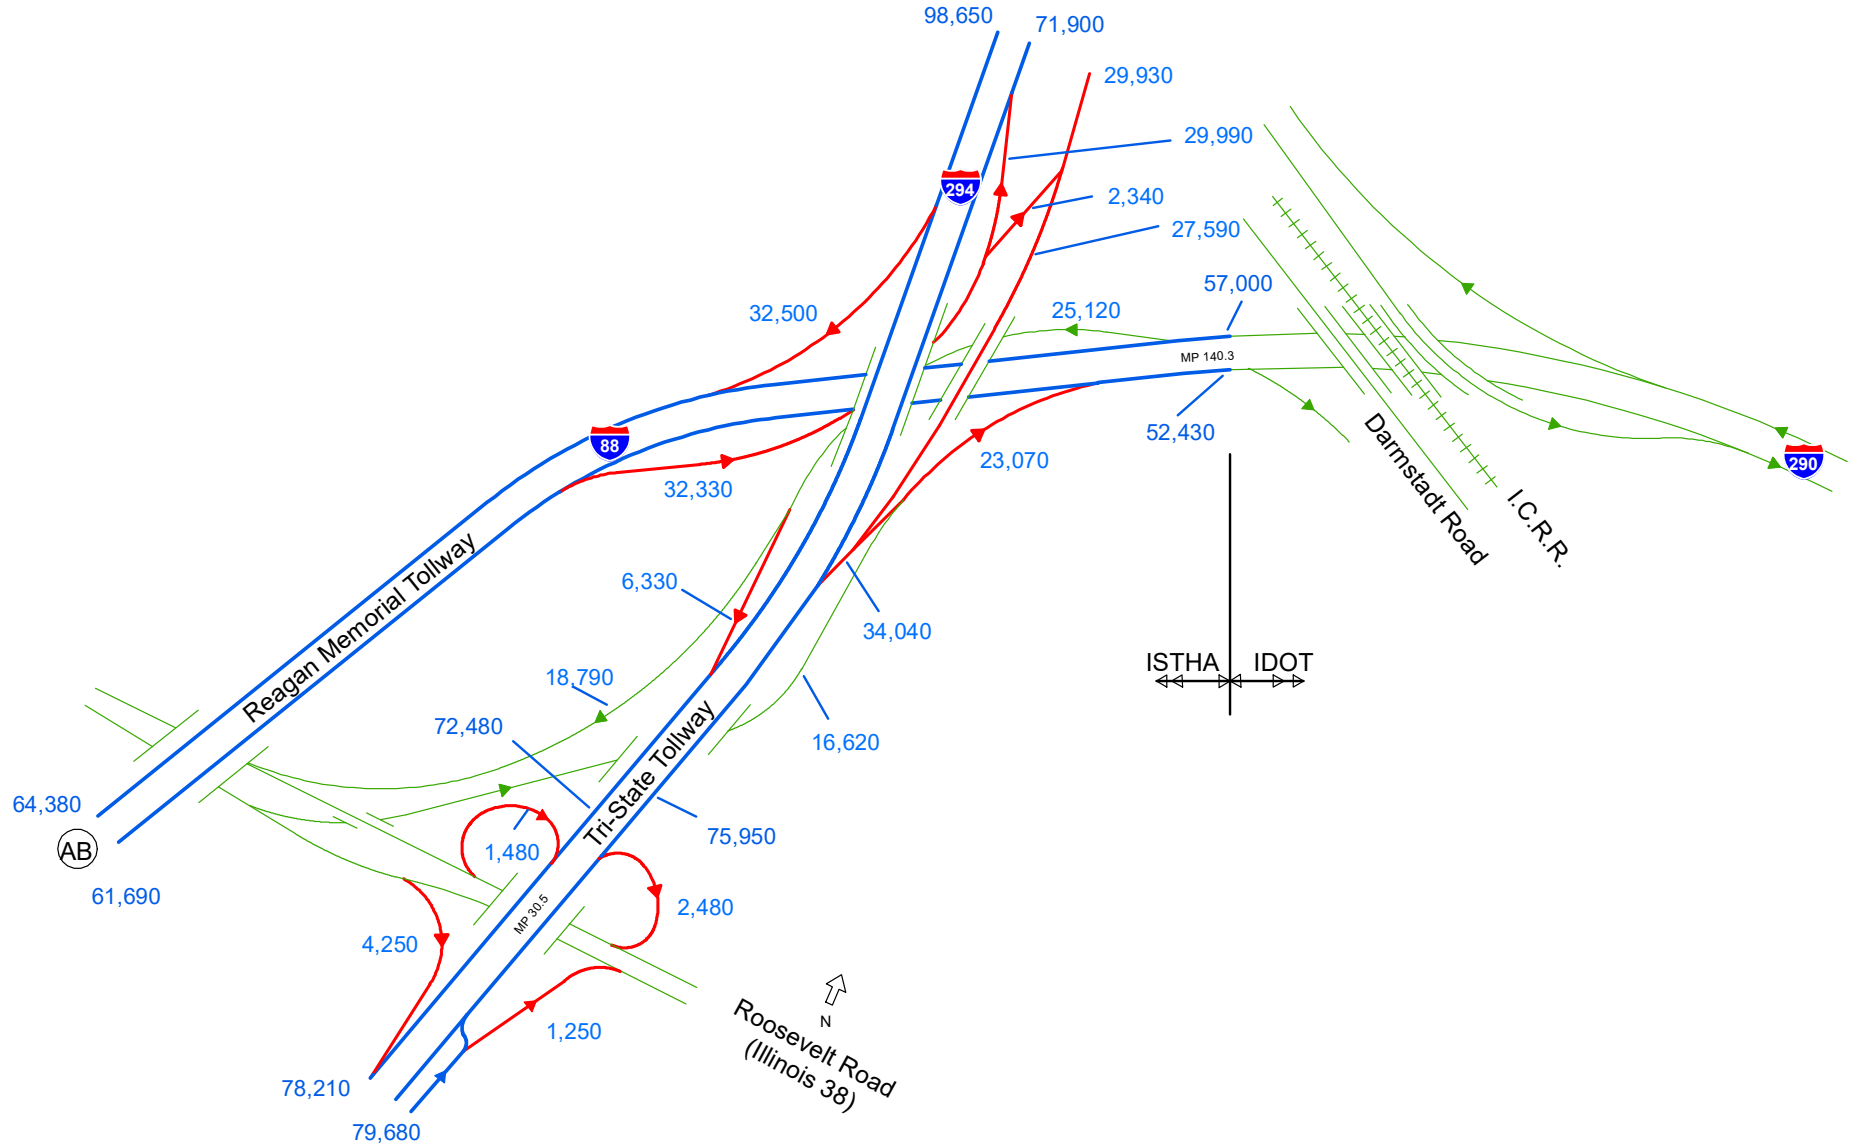 98,650
71,900
29,930
29,990
294
2,340
27,590
57,000
32,500
25,120
MP 140.3
52,430
88
32,330
23,070
290
Darmstadt Road
I.C.R.R.
Reagan Memorial Tollway
6,330
34,040
18,790
ISTHA
IDOT
72,480
16,620
Tri-State Tollway
64,380
AB
61,690
1,480
75,950
MP 30.5
2,480
4,250
1,250
N
Roosevelt Road
(Illinois 38)
78,210
79,680